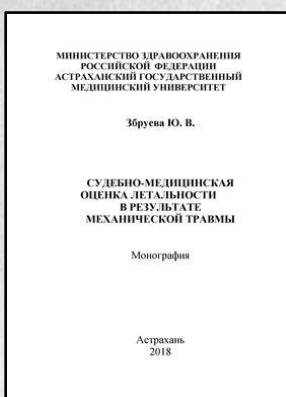 МИНИСТЕРСТВО ЗДРАВООХРАНЕНИЯ
РОССИЙСКОЙ ФЕДЕРАЦИИ
АСТРАХАНСКИЙ ГОСУДАРСТВЕННЫЙ
МЕДИЦИНСКИЙ УНИВЕРСИТЕТ
Збруева Ю. В.
СУДЕБНО-МЕДИЦИНСКАЯ
ОЦЕНКА ЛЕТАЛЬНОСТИ
В РЕЗУЛЬТАТЕ
МЕХАНИЧЕСКОЙ ТРАВМЫ
Монография
Астрахань
2018